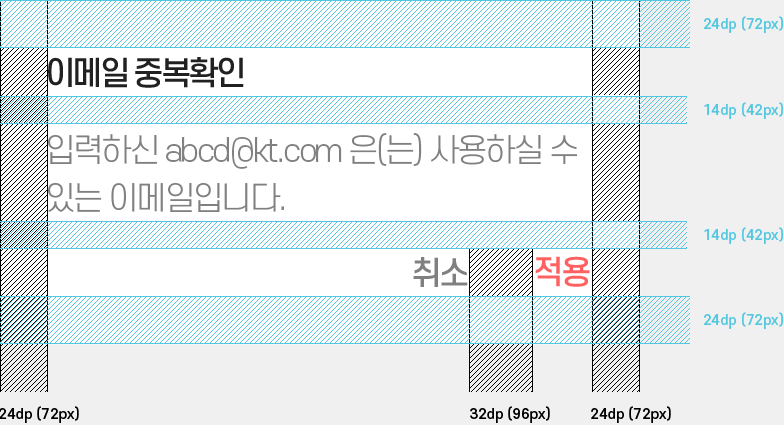 24dp (72px)
이메일 중복확인
14dp (42px)
입력하신 abcd@kt.com 은(는) 사용하실 수
있는 이메일입니다.
14dp (42px)
취소 적용
24dp (72px)
24dp (72px) 32dp (96px) 24dp (72px)